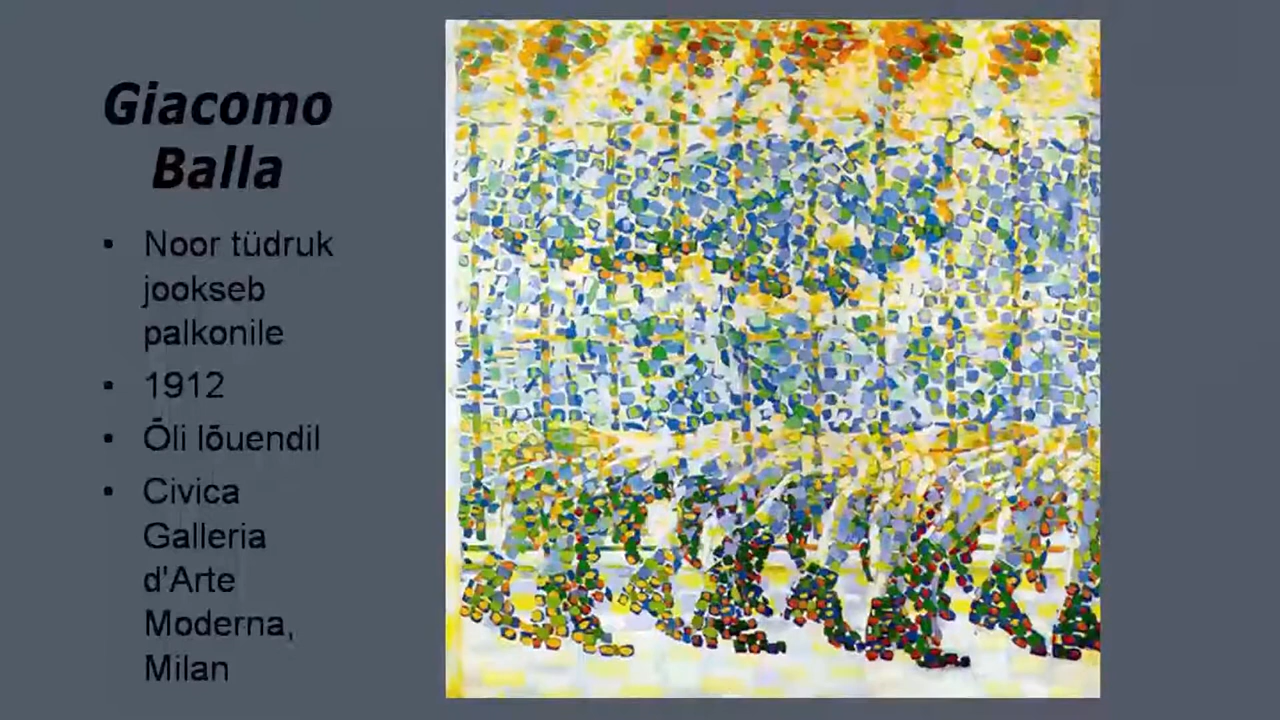 Giacomo
Balla
• Noor tüdruk
jookseb
palkonile
• 1912
• Õli lõuendil
• Civica
Galleria
d'Arte
Moderna,
Milan